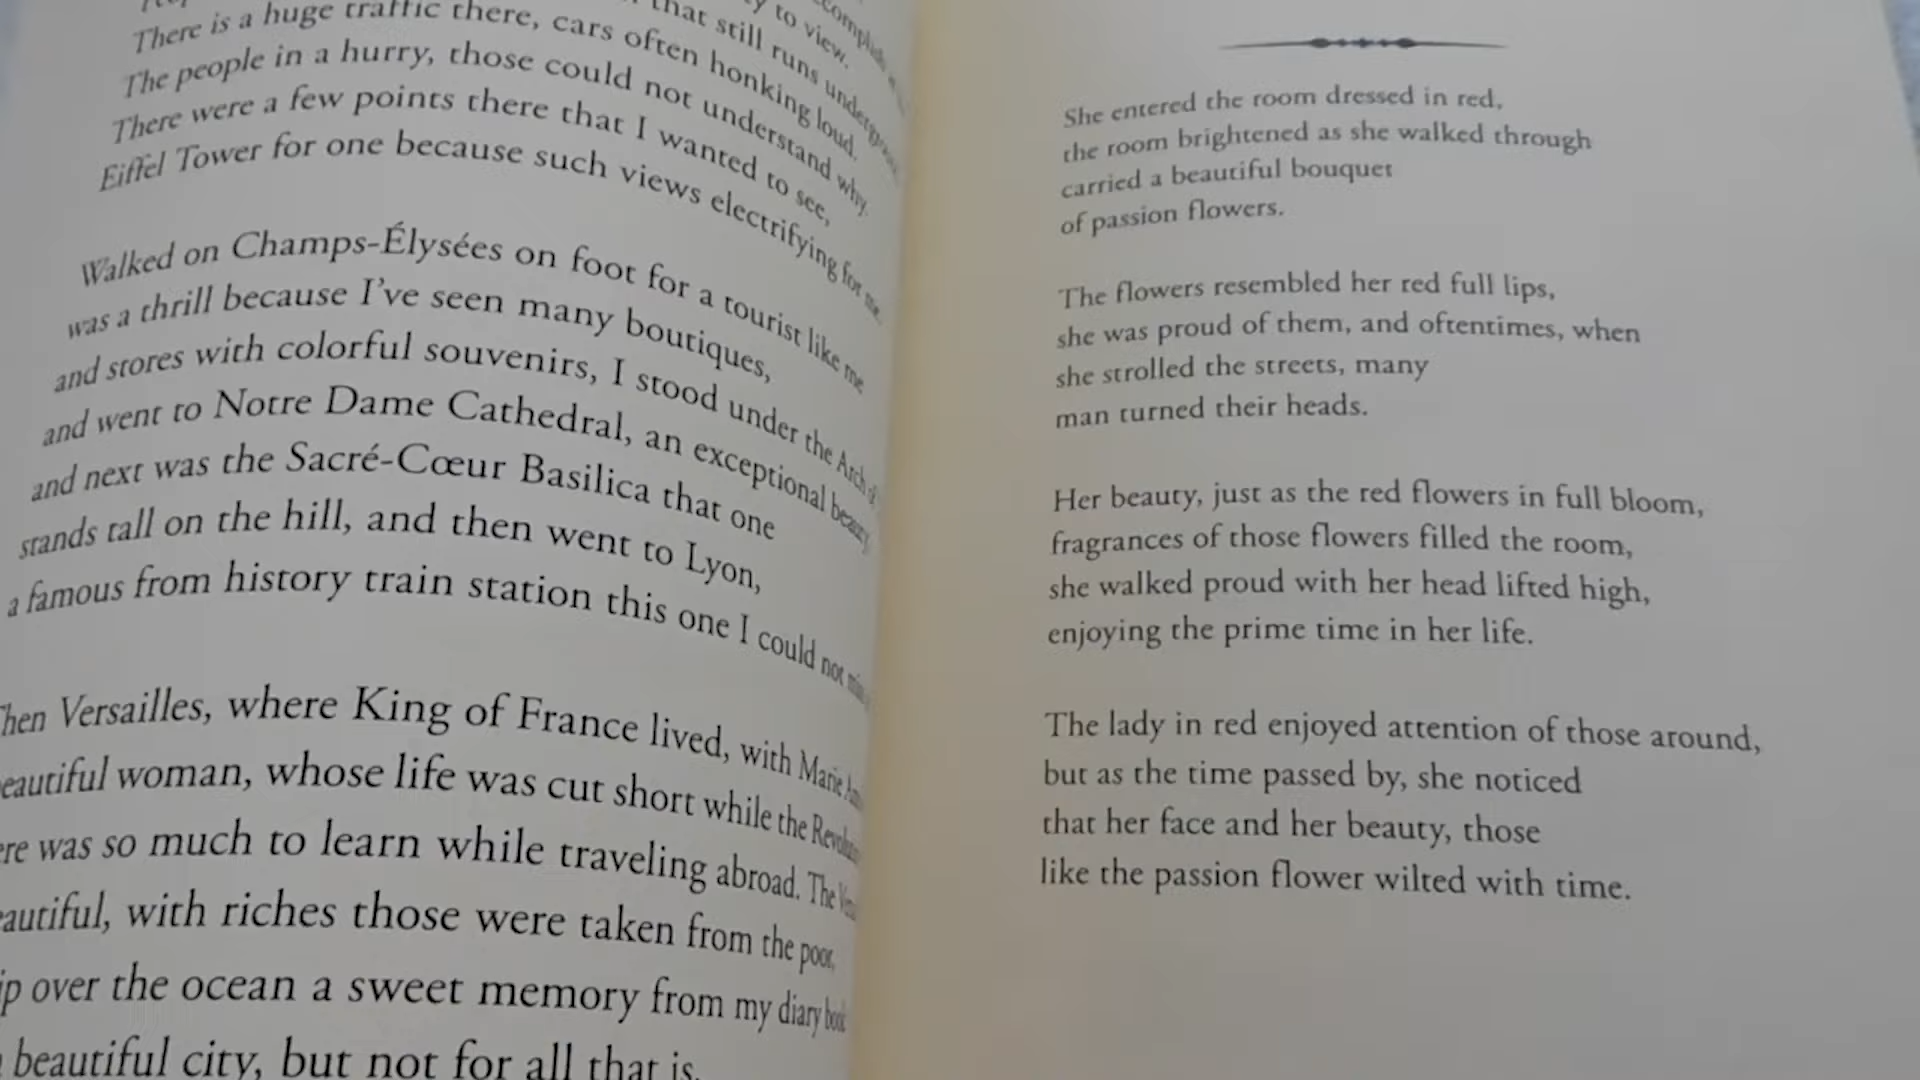 There is a huge traffic there, cars often honking loud.
The people in a hurry, those could not understand why.
There were a few points there that I wanted to see,
Eiffel Tower for one because such views electrifying for me.
that still runs underground
to view.
Walked on Champs-Élysées on foot for a tourist like me
was a thrill because I've seen many boutiques,
and stores with colorful souvenirs, I stood under the Arch of
and went to Notre Dame Cathedral, an exceptional beauty
and next was the Sacré-Cœur Basilica that one
stands tall on the hill, and then went to Lyon,
a famous from history train station this one I could not
Versailles, where King of France lived, with Marie
woman, whose life was cut short while the
was so much to learn while traveling abroad. The
with riches those were taken from the poor,
over the ocean a sweet memory from my diary book
beautiful city, but not for all that is.
She entered the room dressed in red,
the room brightened as she walked through
carried a beautiful bouquet
of passion flowers.
The flowers resembled her red full lips,
she was proud of them, and oftentimes, when
she strolled the streets, many
man turned their heads.
Her beauty, just as the red flowers in full bloom,
fragrances of those flowers filled the room,
she walked proud with her head lifted high,
enjoying the prime time in her life.
The lady in red enjoyed attention of those around,
but as the time passed by, she noticed
that her face and her beauty, those
like the passion flower wilted with time.